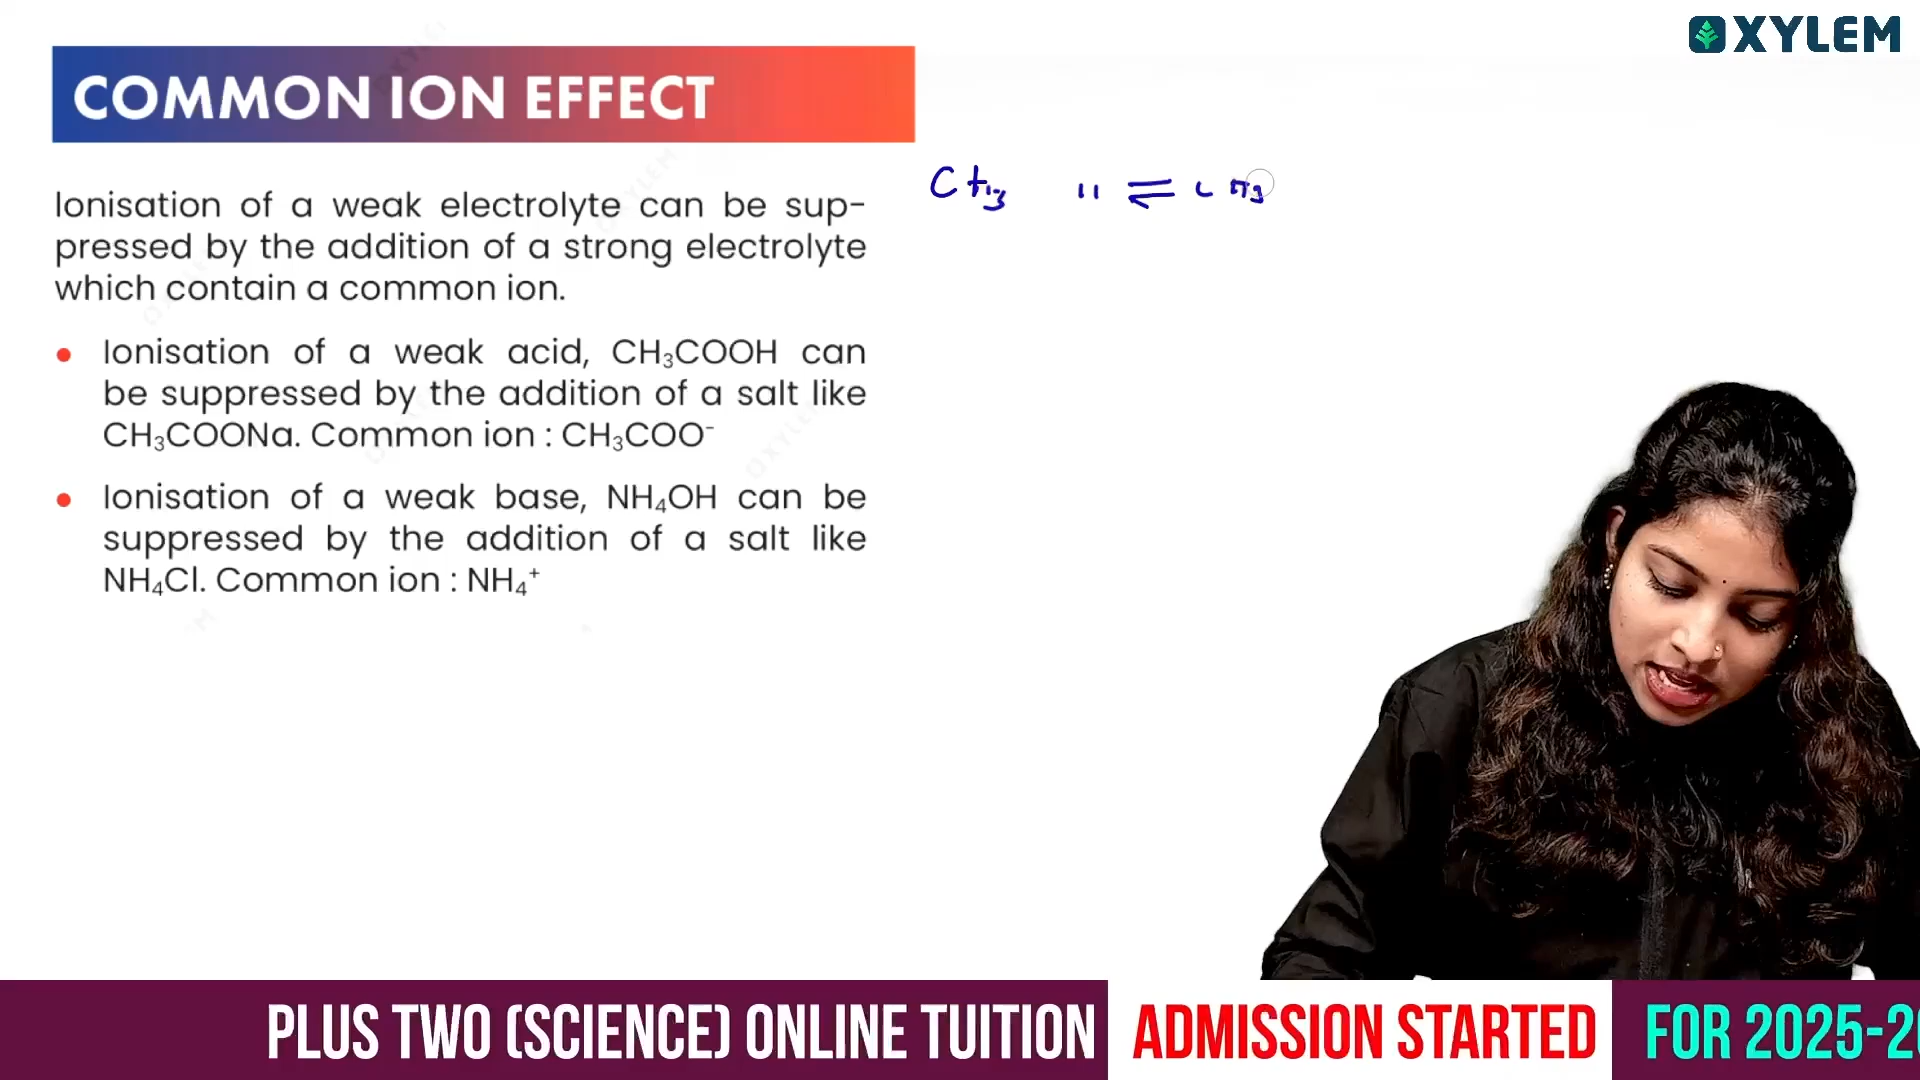 XYLEM
COMMON ION EFFECT
Ionisation of a weak electrolyte can be sup-
pressed by the addition of a strong electrolyte
which contain a common ion.
• Ionisation of a weak acid, CH₃COOH can
be suppressed by the addition of a salt like
CH₃COONa. Common ion : CH₃COO⁻
• Ionisation of a weak base, NH₄OH can be
suppressed by the addition of a salt like
NH₄Cl. Common ion : NH₄⁺
CH₃ ⇌
PLUS TWO (SCIENCE) ONLINE TUITION ADMISSION STARTED FOR 2025-2